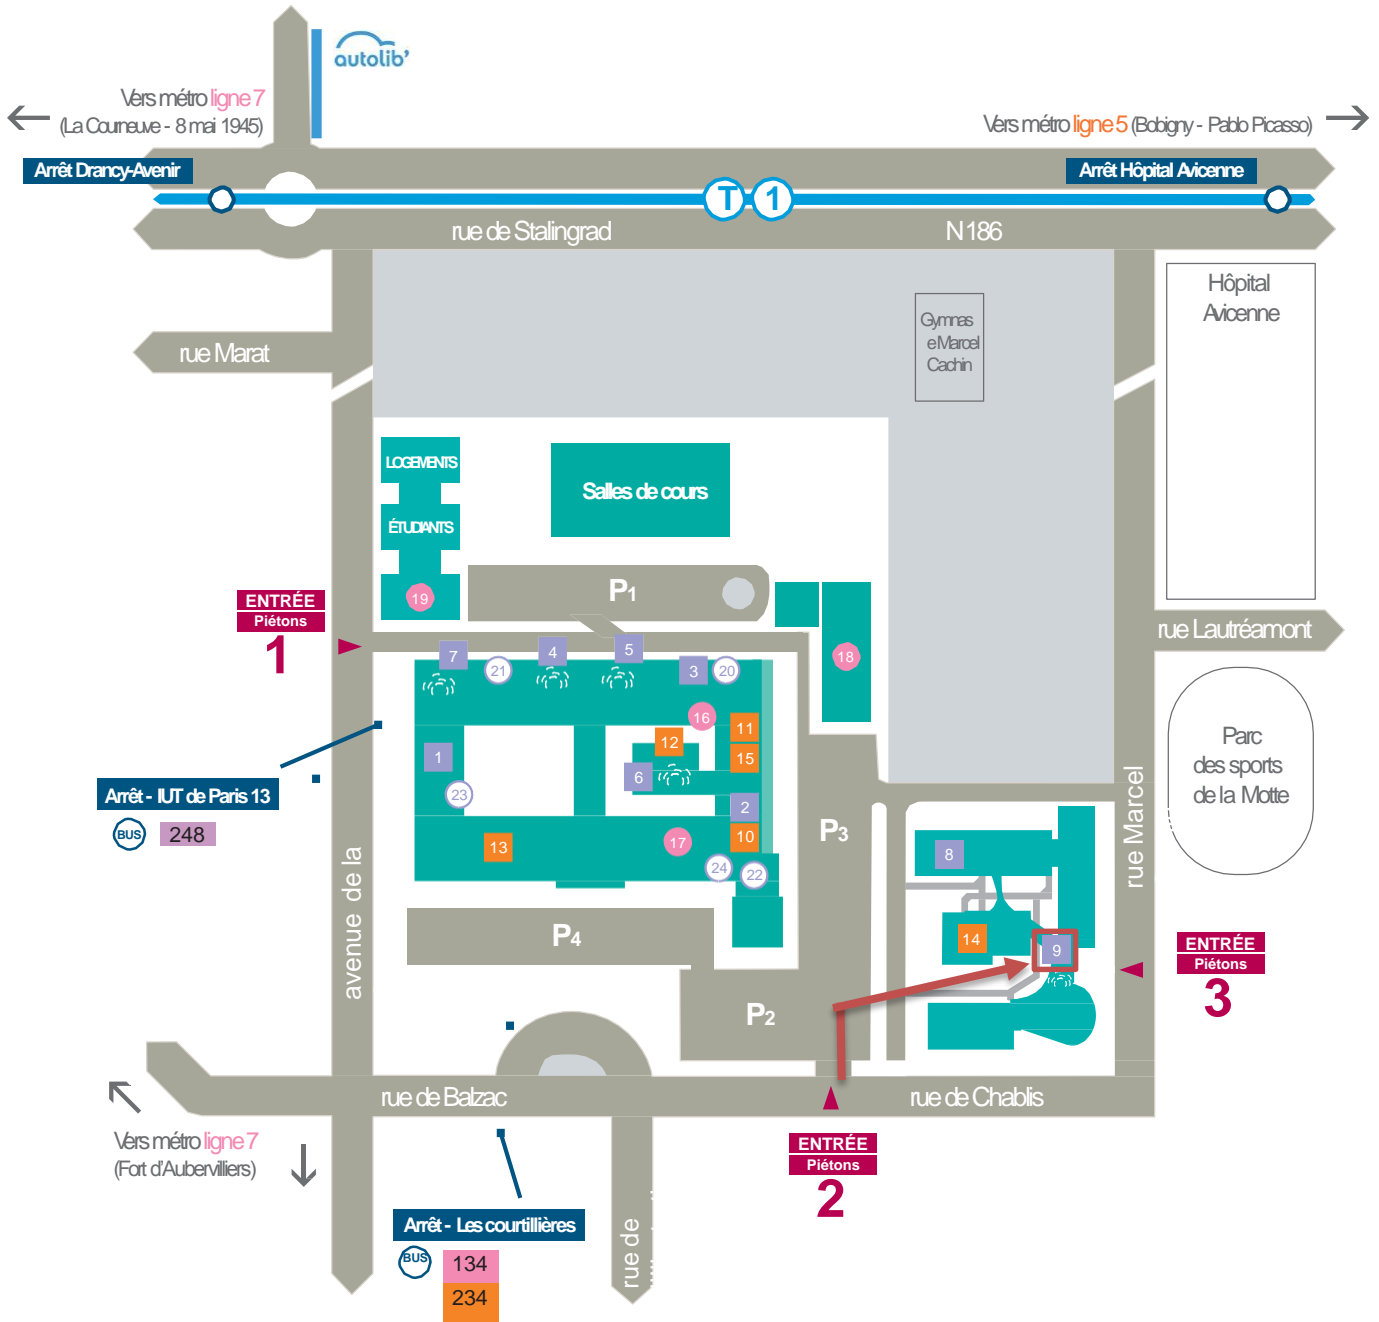 autolib'
Vers métro ligne 7
(La Courneuve - 8 mai 1945)
Vers métro ligne 5 (Bobigny - Pablo Picasso)
Arrêt Drancy-Avenir
Arrêt Hôpital Avicenne
T 1
rue de Stalingrad
N 186
Hôpital
Avicenne
Gymnas
e Marcel
Cachin
rue Marat
LOGEMENTS
ÉTUDIANTS
19
Salles de cours
P1
ENTRÉE
Piétons
1
rue Lautréamont
7
21
4
5
3
20
18
16
11
12
15
1
6
23
2
10
13
17
24
22
Parc
des sports
de la Motte
Arrêt - IUT de Paris 13
BUS
248
P3
8
rue Marcel
avenue de la
P4
14
9
ENTRÉE
Piétons
3
P2
rue de Balzac
rue de Chablis
Vers métro ligne 7
(Fort d'Aubervilliers)
ENTRÉE
Piétons
2
Arrêt - Les courtillières
BUS
134
234
rue de